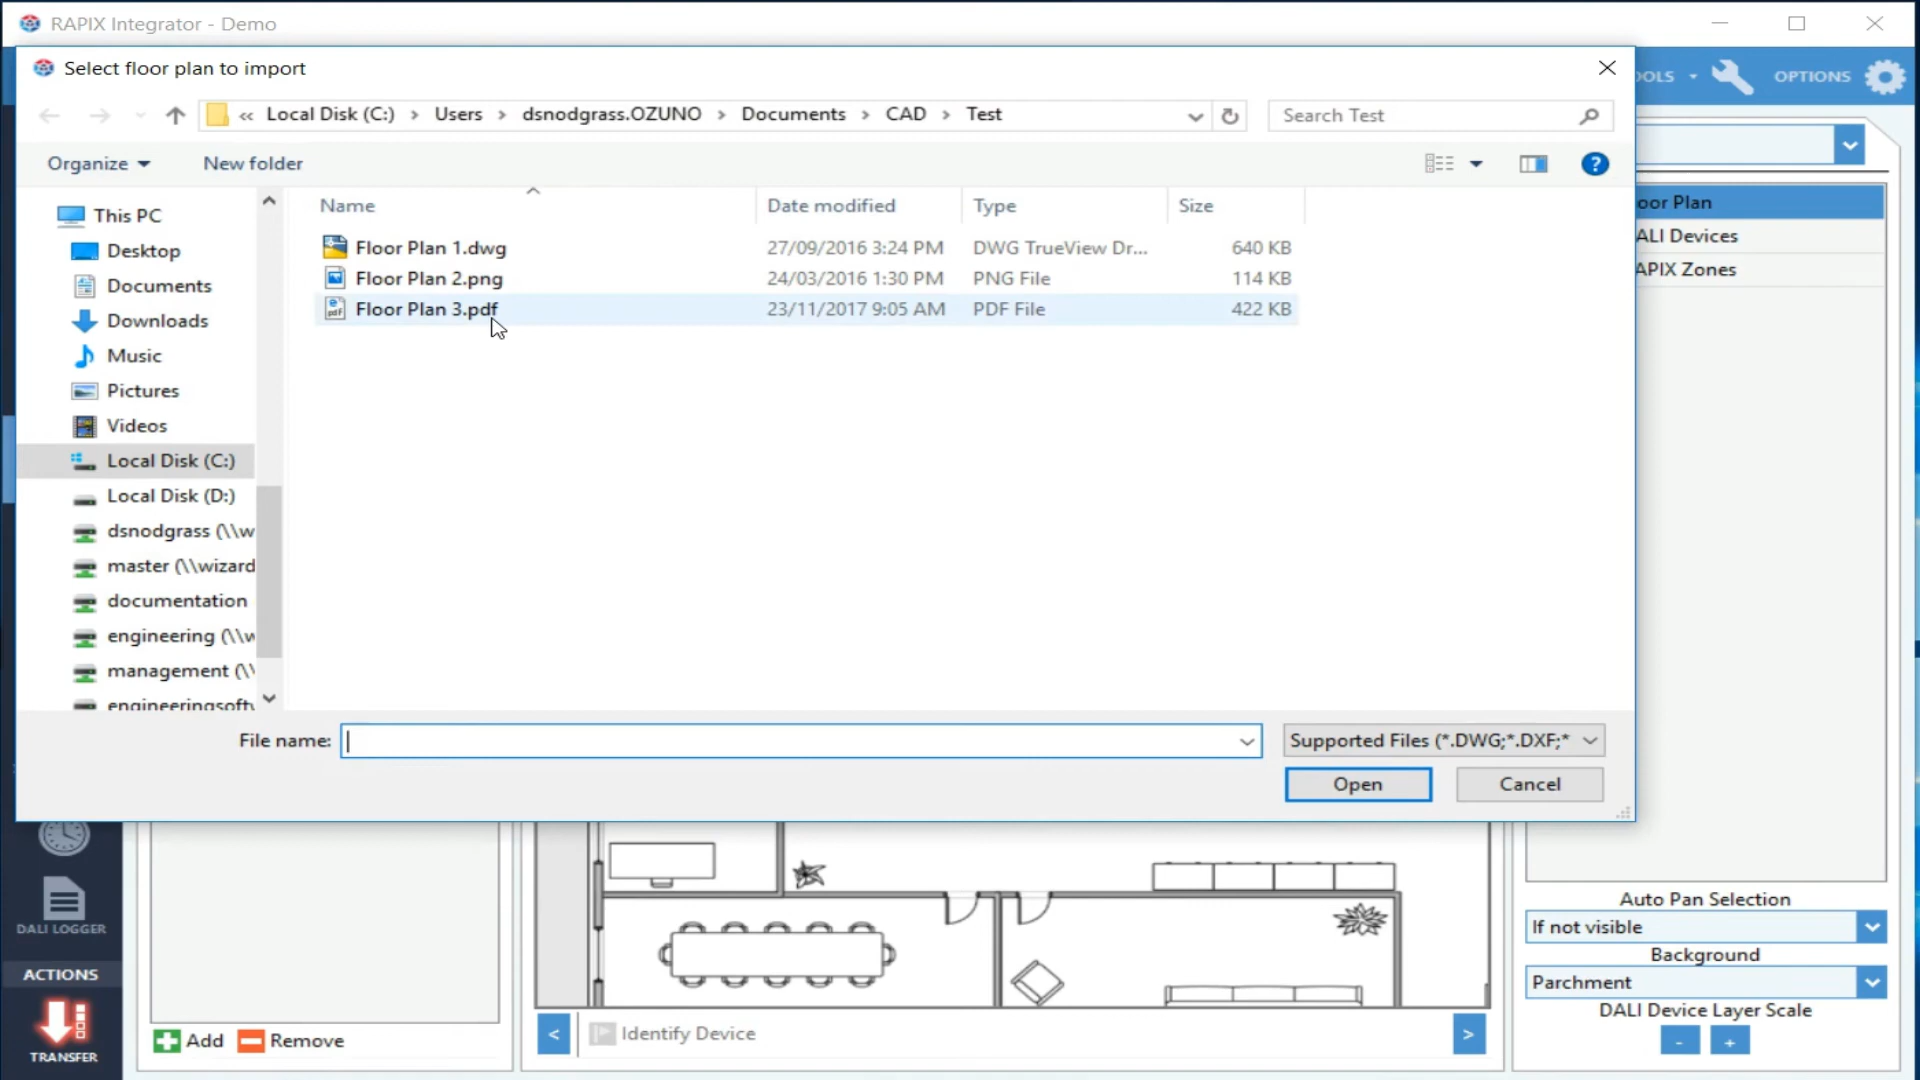 RAPIX Integrator - Demo
Select floor plan to import
OPTIONS
« Local Disk (C:) › Users › dsnodgrass.OZUNO › Documents › CAD › Test
Search Test
Organize
New folder
?
This PC
Desktop
Documents
Downloads
Music
Pictures
Videos
Local Disk (C:)
Local Disk (D:)
dsnodgrass (\\w
master (\\wizard
documentation
engineering (\\w
management (\\
Name Date modified Type Size
Floor Plan 1.dwg 27/09/2016 3:24 PM DWG TrueView Dr... 640 KB
Floor Plan 2.png 24/03/2016 1:30 PM PNG File 114 KB
Floor Plan 3.pdf 23/11/2017 9:05 AM PDF File 422 KB
oor Plan
ALI Devices
APIX Zones
File name:
Supported Files (*.DWG;*.DXF;*
Open
Cancel
DALI LOGGER
ACTIONS
TRANSFER
Add Remove
< Identify Device >
Auto Pan Selection
If not visible
Background
Parchment
DALI Device Layer Scale
- +